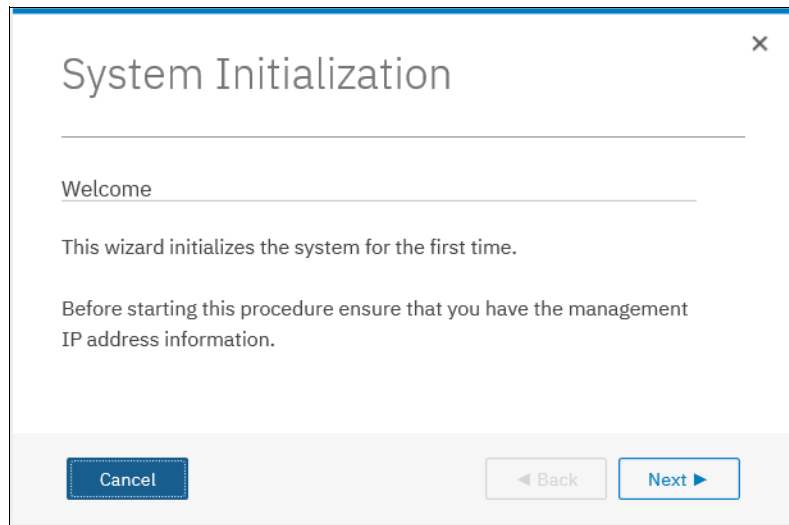 System Initialization
Welcome
This wizard initializes the system for the first time.
Before starting this procedure ensure that you have the management
IP address information.
Cancel
◄ Back
Next ►